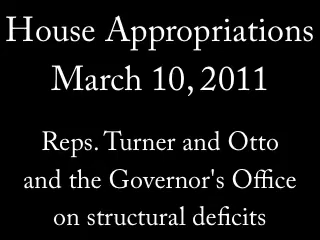 House Appropriations
March 10, 2011
Reps. Turner and Otto
and the Governor's Office
on structural deficits